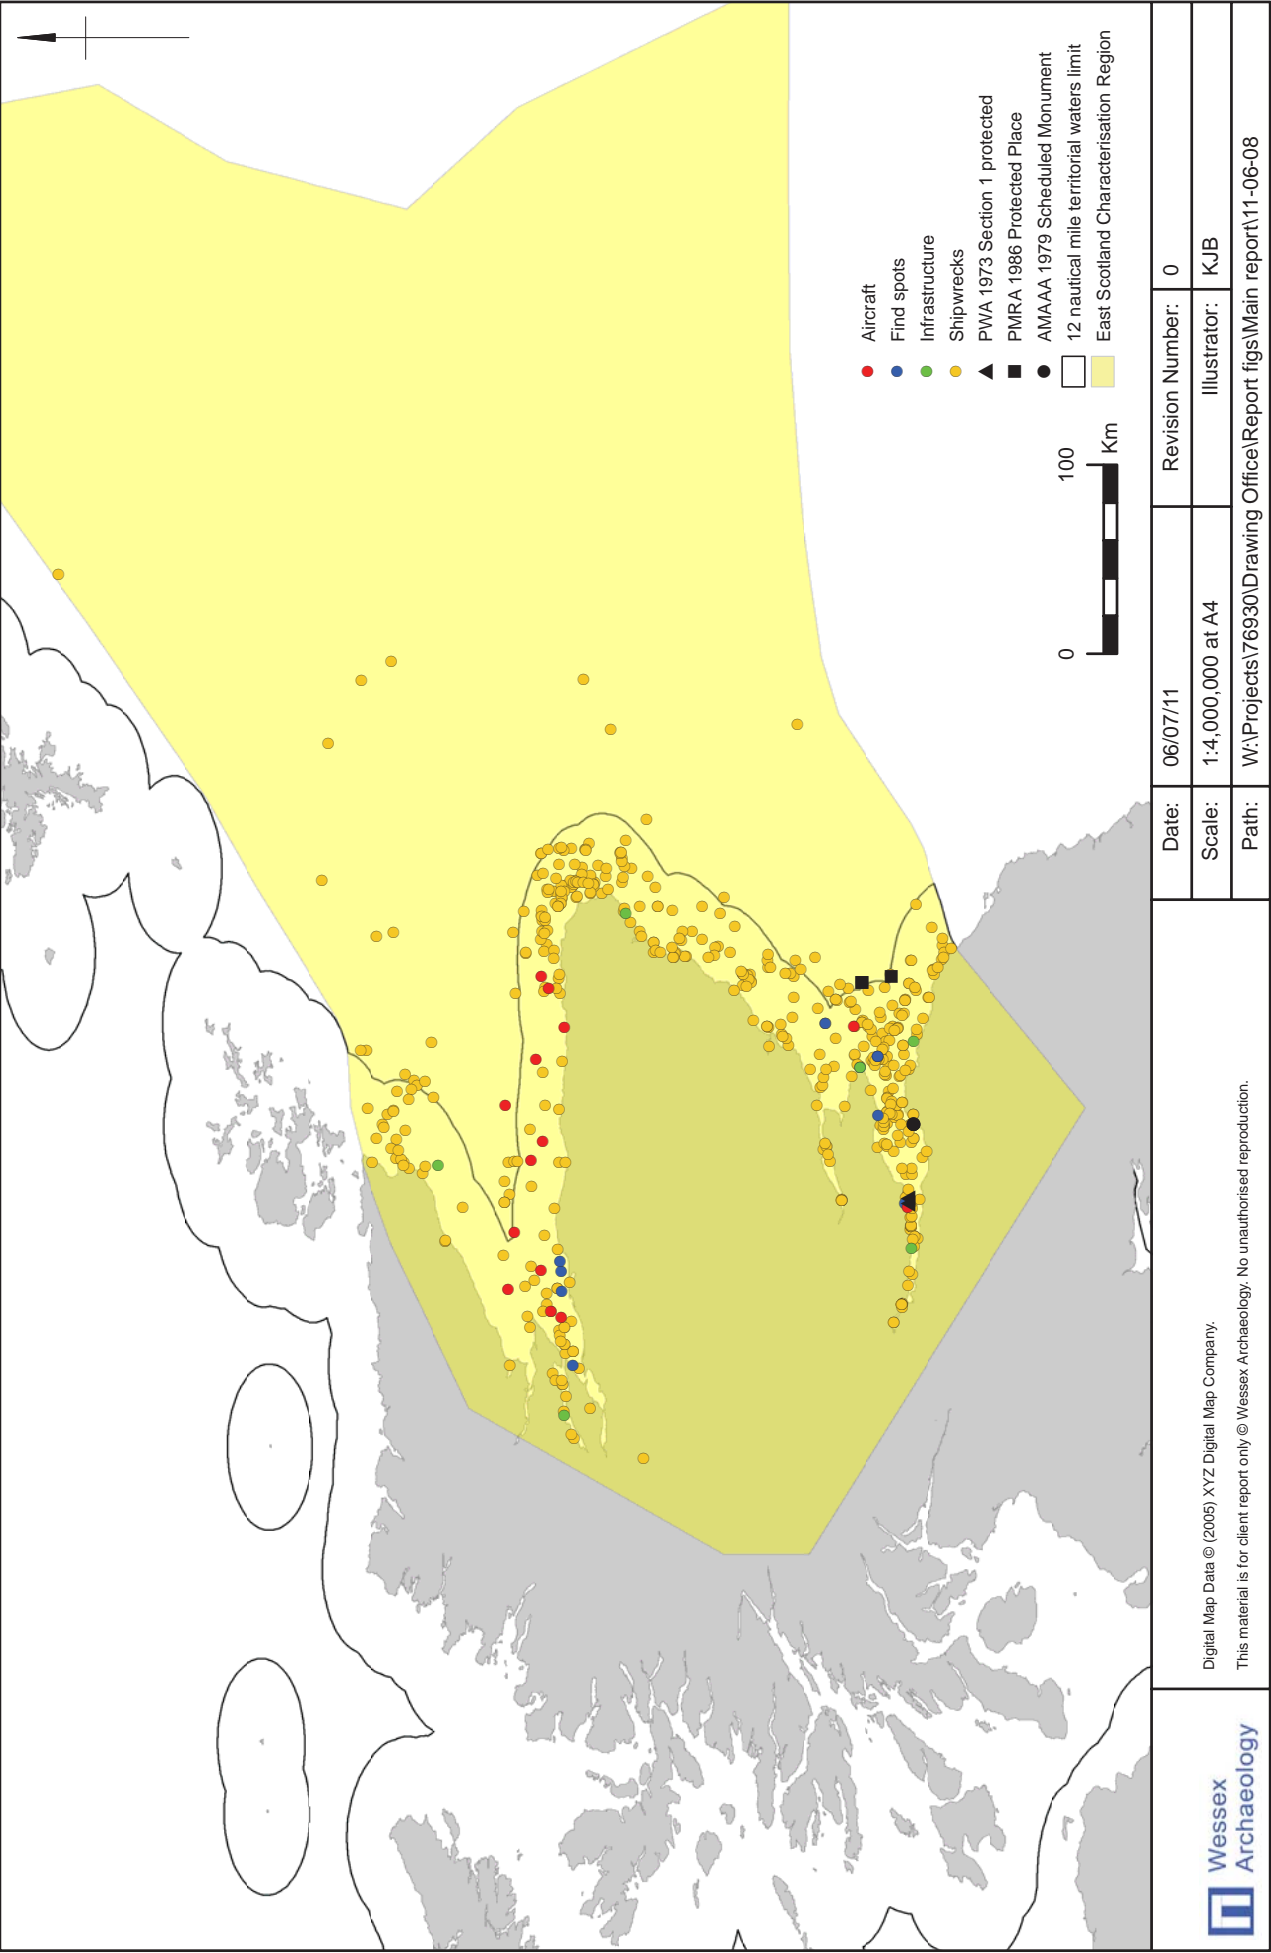 Aircraft
Find spots
Infrastructure
Shipwrecks
PWA 1973 Section 1 protected
PMRA 1986 Protected Place
AMAAA 1979 Scheduled Monument
12 nautical mile territorial waters limit
East Scotland Characterisation Region
0 100
Km
Wessex
Archaeology
Digital Map Data © (2005) XYZ Digital Map Company.
This material is for client report only © Wessex Archaeology. No unauthorised reproduction.
Date: 06/07/11 Revision Number: 0
Scale: 1:4,000,000 at A4 Illustrator: KJB
Path: W:\Projects\76930\Drawing Office\Report figs\Main report\11-06-08